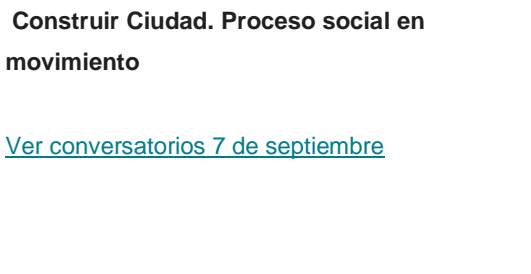 Construir Ciudad. Proceso social en
movimiento
Ver conversatorios 7 de septiembre